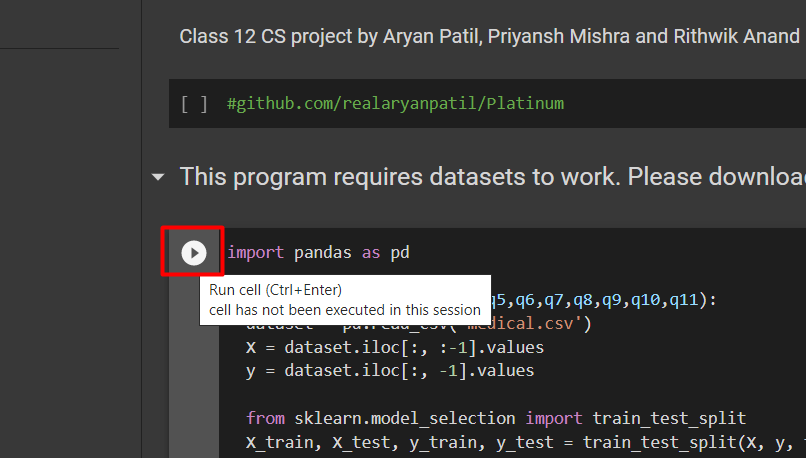 Class 12 CS project by Aryan Patil, Priyansh Mishra and Rithwik Anand
[ ] #github.com/realaryanpatil/Platinum
This program requires datasets to work. Please
import pandas as pd
Run cell (Ctrl+Enter)
cell has not been executed in this session
q5,q6,q7,q8,q9,q10,q11):
dataset = pd.read_csv('medical.csv')
X = dataset.iloc[:, :-1].values
y = dataset.iloc[:, -1].values
from sklearn.model_selection import train_test_split
X_train, X_test, y_train, y_test = train_test_split(X, y,